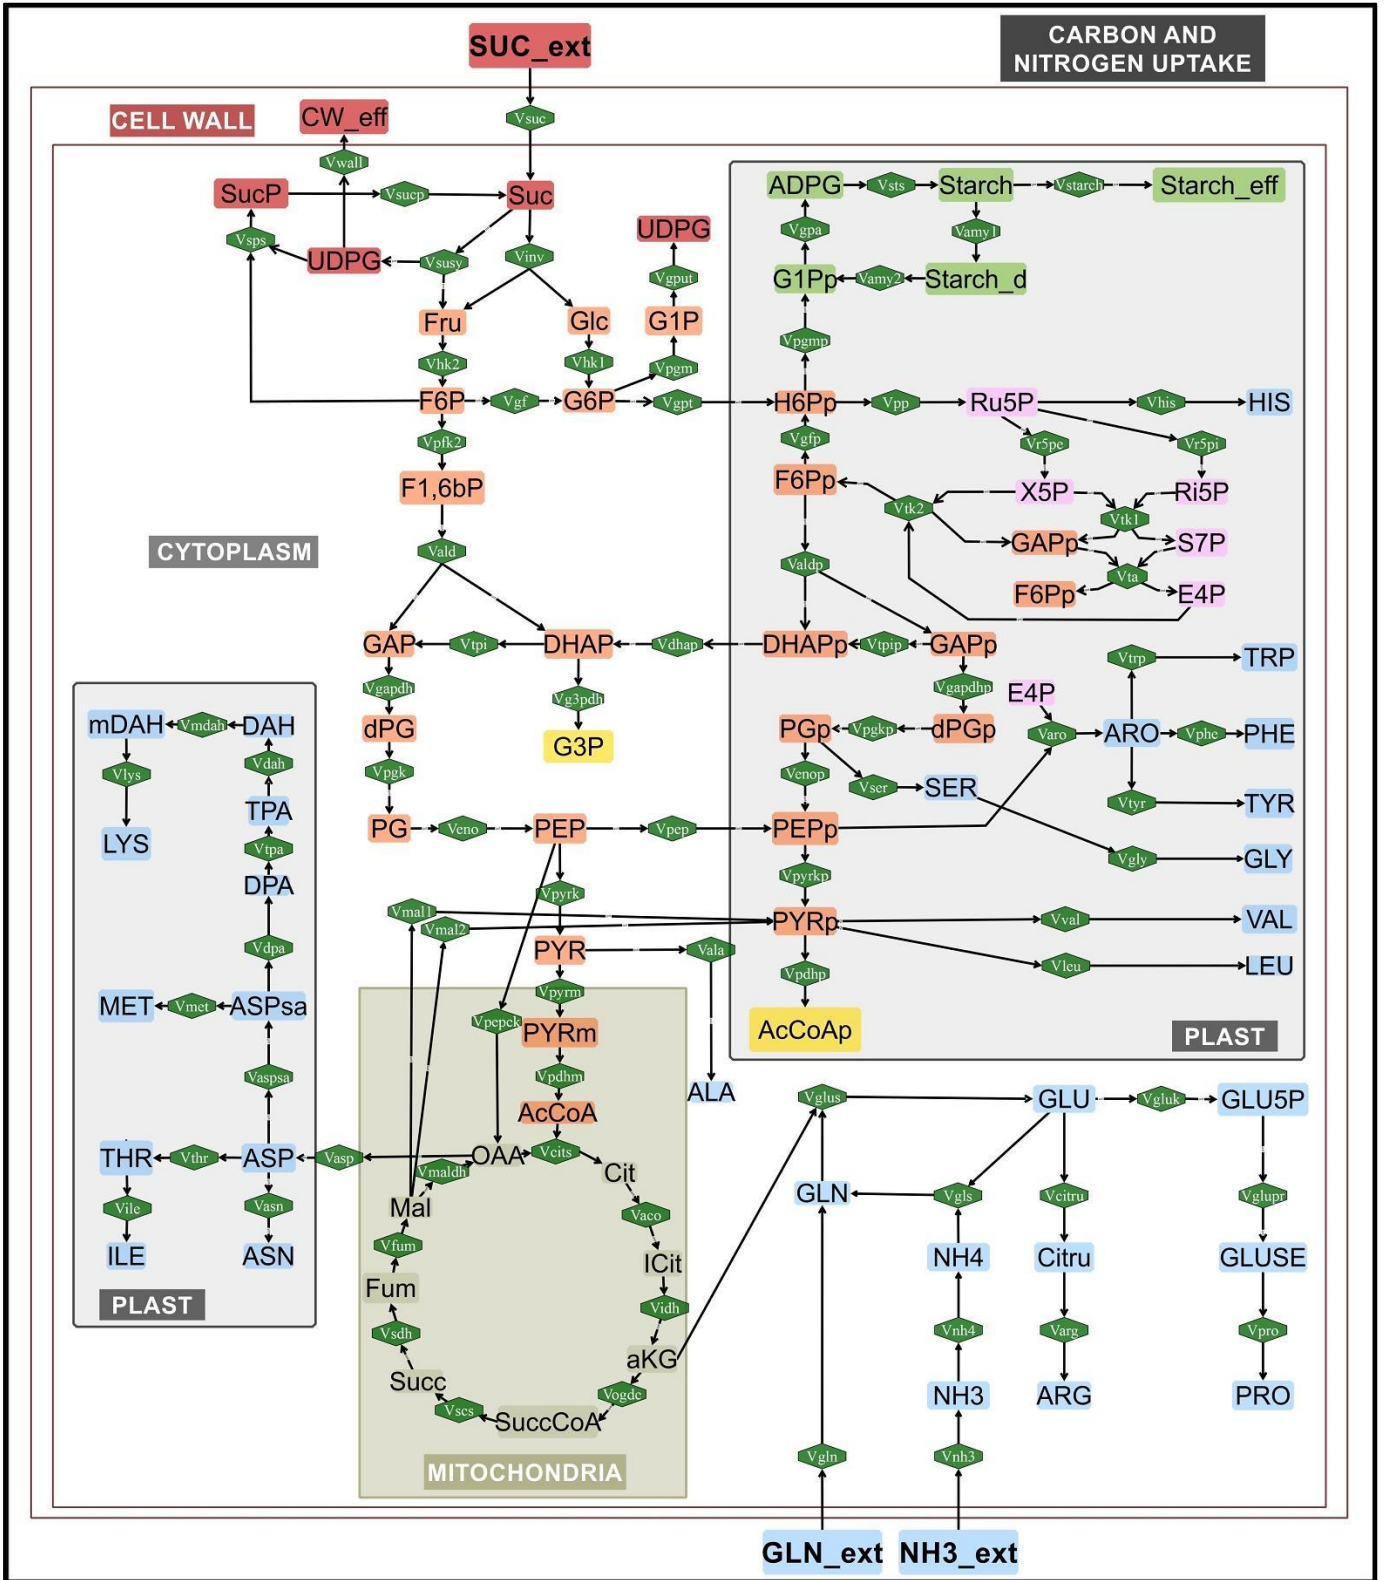 SUC_ext
CARBON AND
NITROGEN UPTAKE
CELL WALL
CW_eff
Vsuc
Vwall
SucP
Vsucp
Suc
ADPG
Vsts
Starch
Vstarch
Starch_eff
Vsps
UDPG
Vsusy
Vinv
UDPG
Vgpa
Vamy1
Vgput
G1Pp
Vamy2
Starch_d
Fru
Glc
G1P
Vpgmp
Vhk2
Vhk1
Vpgm
F6P
Vgf
G6P
Vgpt
H6Pp
Vpp
Ru5P
Vhis
HIS
Vpfk2
Vgfp
Vr5pe
Vr5pi
F1,6bP
F6Pp
X5P
Ri5P
Vtk2
Vtk1
CYTOPLASM
Vald
GAPp
S7P
Valdp
Vta
F6Pp
E4P
GAP
Vtpi
DHAP
Vdhap
DHAPp
Vtpip
GAPp
Vtrp
TRP
Vgapdh
Vg3pdh
Vgapdhp
E4P
mDAH
Vmdah
DAH
dPG
G3P
PGp
Vpgkp
dPGp
Varo
ARO
Vphe
PHE
Vlys
Vdah
Vpgk
Venop
Vser
SER
Vtyr
TYR
TPA
LYS
Vtpa
PG
Veno
PEP
Vpep
PEPp
Vgly
GLY
DPA
Vpyrk
Vpyrkp
Vmal1
Vmal2
PYRp
Vval
VAL
Vdpa
PYR
Vala
Vleu
LEU
Vpdhp
MET
Vmet
ASPsa
Vpyrm
Vpepck
PYRm
AcCoAp
PLAST
Vaspsa
Vpdhm
ALA
Vglus
GLU
Vgluk
GLU5P
AcCoA
THR
Vthr
ASP
Vasp
OAA
Vcits
Vmaldh
Cit
Vile
Vasn
Mal
Vaco
GLN
Vgls
Vcitru
Vglupr
ILE
ASN
Vfum
ICit
NH4
Citru
GLUSE
PLAST
Fum
Vidh
Vsdh
aKG
Vnh4
Varg
Vpro
Succ
Vogdc
NH3
ARG
PRO
Vscs
SuccCoA
MITOCHONDRIA
Vgln
Vnh3
GLN_ext
NH3_ext